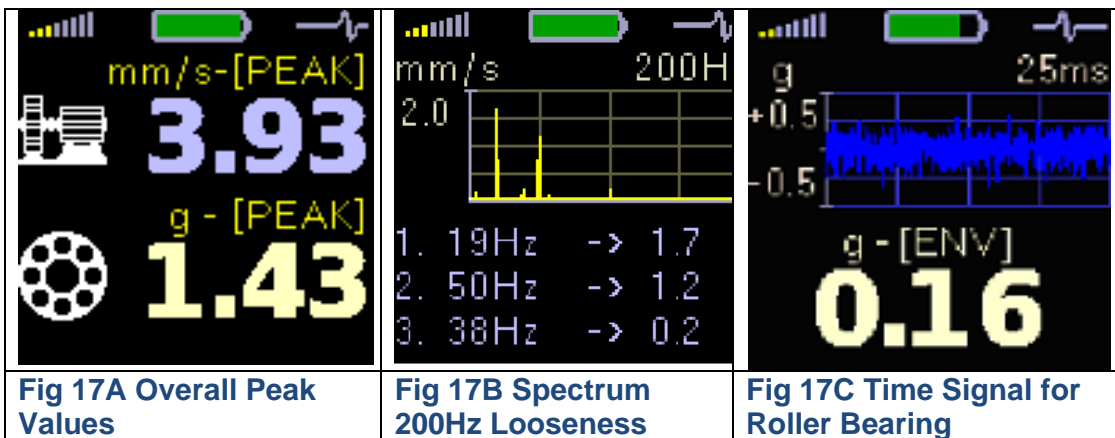 mm/s-[PEAK]
3.93
g - [PEAK]
1.43
Fig 17A Overall Peak
Values
mm/s 200H
2.0
1. 19Hz -> 1.7
2. 50Hz -> 1.2
3. 38Hz -> 0.2
Fig 17B Spectrum
200Hz Looseness
g 25ms
+0.5
-0.5
g -[ENV]
0.16
Fig 17C Time Signal for
Roller Bearing